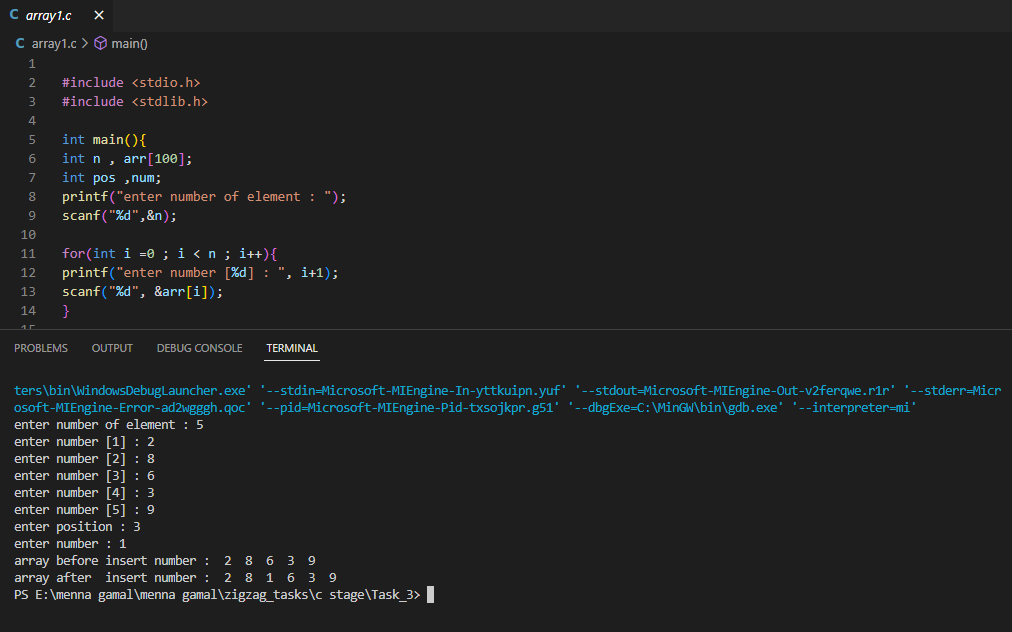 C array1.c ×
C array1.c > main()
1
2 #include <stdio.h>
3 #include <stdlib.h>
4
5 int main(){
6 int n , arr[100];
7 int pos ,num;
8 printf("enter number of element : ");
9 scanf("%d",&n);
10
11 for(int i =0 ; i < n ; i++){
12 printf("enter number [%d] : ", i+1);
13 scanf("%d", &arr[i]);
14 }
15
PROBLEMS OUTPUT DEBUG CONSOLE TERMINAL
ters\bin\WindowsDebugLauncher.exe' '--stdin=Microsoft-MIEngine-In-yttkuipn.yuf' '--stdout=Microsoft-MIEngine-Out-v2ferqwe.r1r' '--stderr=Micr
osoft-MIEngine-Error-ad2wgggh.qoc' '--pid=Microsoft-MIEngine-Pid-txsojkpr.g51' '--dbgExe=C:\MinGW\bin\gdb.exe' '--interpreter=mi'
enter number of element : 5
enter number [1] : 2
enter number [2] : 8
enter number [3] : 6
enter number [4] : 3
enter number [5] : 9
enter position : 3
enter number : 1
array before insert number :  2  8  6  3  9
array after  insert number :  2  8  1  6  3  9
PS E:\menna gamal\menna gamal\zigzag_tasks\c stage\Task_3>